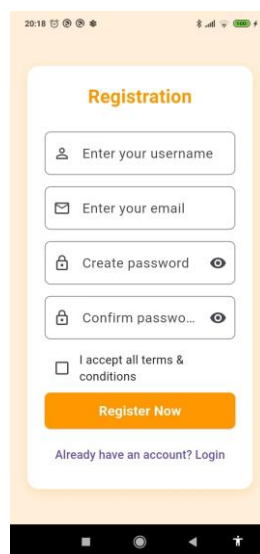 20:18
100
Registration
Enter your username
Enter your email
Create password
Confirm passwo...
I accept all terms &
conditions
Register Now
Already have an account? Login